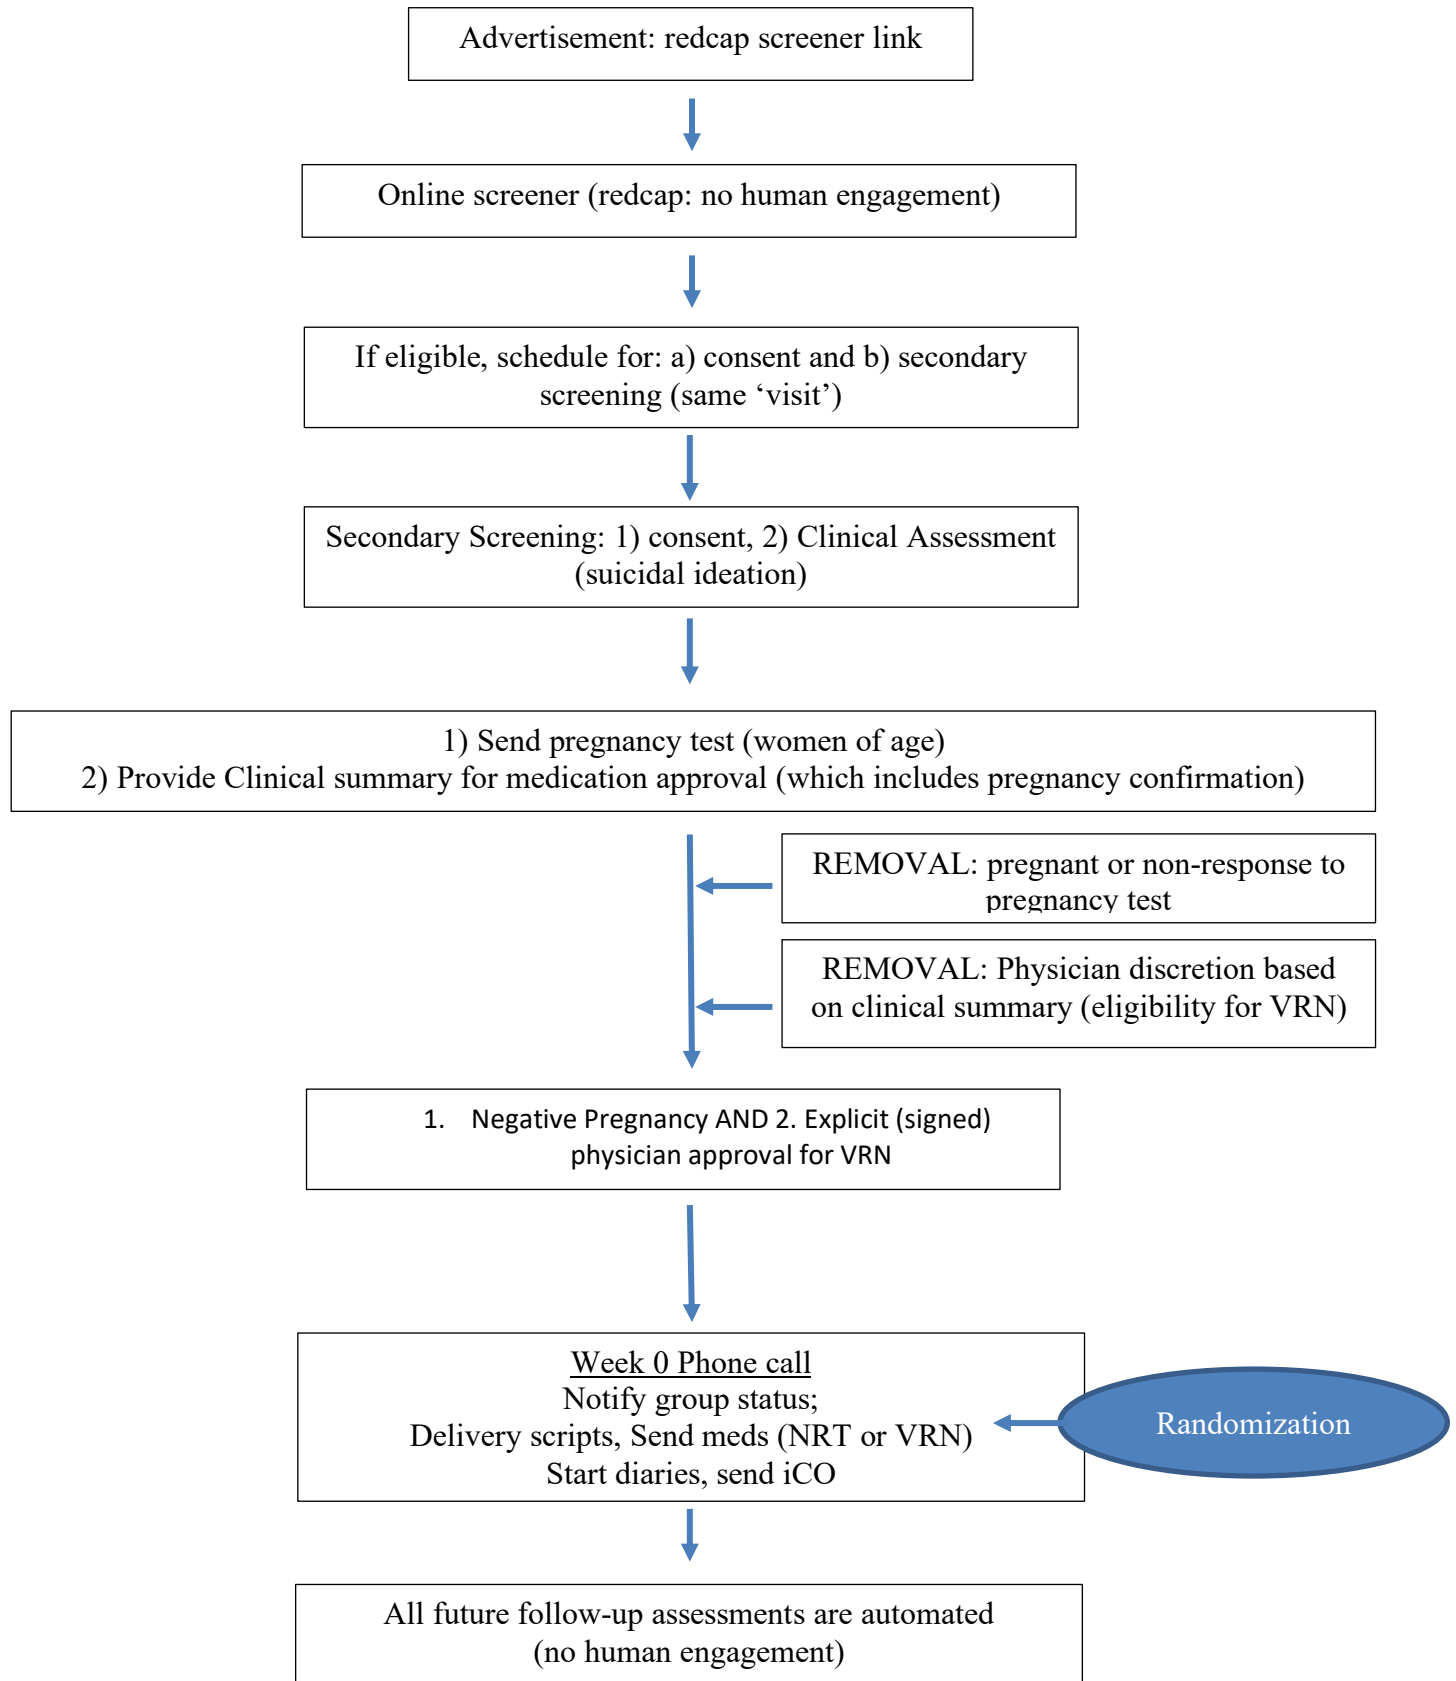 Advertisement: redcap screener link
Online screener (redcap: no human engagement)
If eligible, schedule for: a) consent and b) secondary
screening (same ‘visit’)
Secondary Screening: 1) consent, 2) Clinical Assessment
(suicidal ideation)
1) Send pregnancy test (women of age)
2) Provide Clinical summary for medication approval (which includes pregnancy confirmation)
REMOVAL: pregnant or non-response to
pregnancy test
REMOVAL: Physician discretion based
on clinical summary (eligibility for VRN)
1. Negative Pregnancy AND 2. Explicit (signed)
physician approval for VRN
Week 0 Phone call
Notify group status;
Delivery scripts, Send meds (NRT or VRN)
Start diaries, send iCO
Randomization
All future follow-up assessments are automated
(no human engagement)